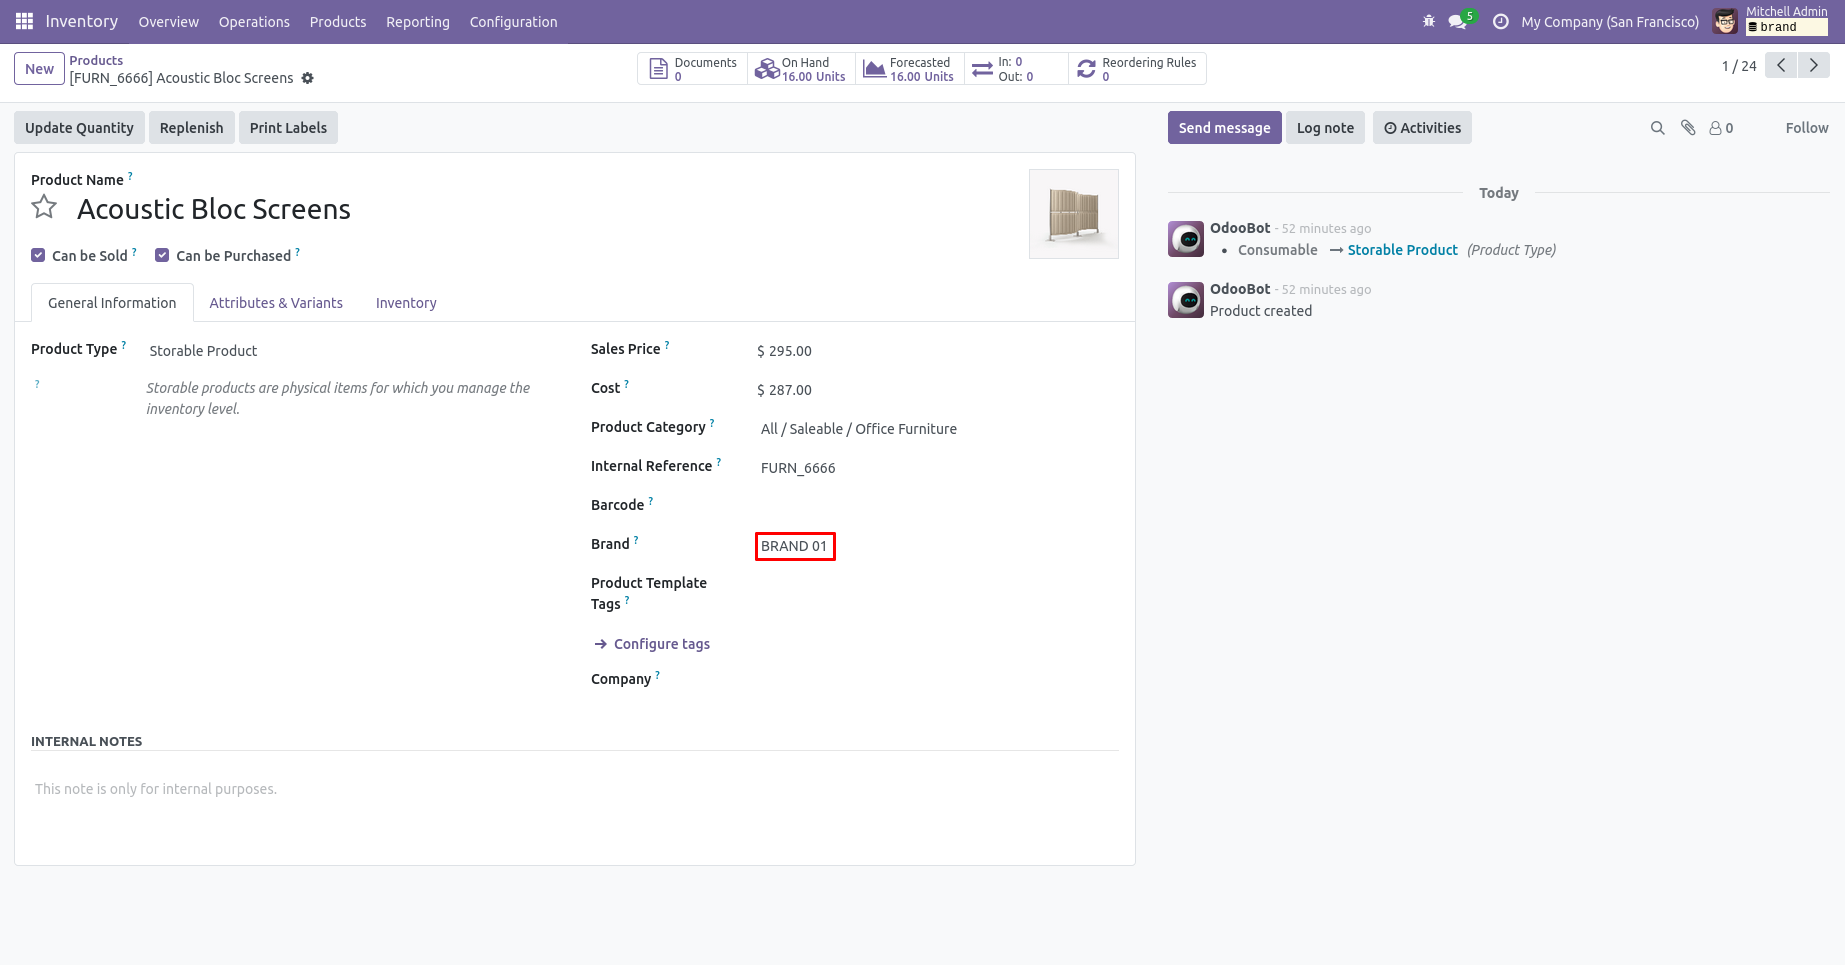 Inventory Overview Operations Products Reporting Configuration 5 My Company (San Francisco) Mitchell Admin
brand
New Products
[FURN_6666] Acoustic Bloc Screens
Documents
0
On Hand
16.00 Units
Forecasted
16.00 Units
In: 0
Out: 0
Reordering Rules
0
1 / 24
Update Quantity Replenish Print Labels
Send message Log note Activities 0 Follow
Product Name ?
Acoustic Bloc Screens
Can be Sold ? Can be Purchased ?
General Information Attributes & Variants Inventory
Product Type ? Storable Product
? Storable products are physical items for which you manage the
inventory level.
Sales Price ? $ 295.00
Cost ? $ 287.00
Product Category ? All / Saleable / Office Furniture
Internal Reference ? FURN_6666
Barcode ?
Brand ? BRAND 01
Product Template
Tags ?
Configure tags
Company ?
INTERNAL NOTES
This note is only for internal purposes.
Today
OdooBot - 52 minutes ago
• Consumable → Storable Product (Product Type)
OdooBot - 52 minutes ago
Product created